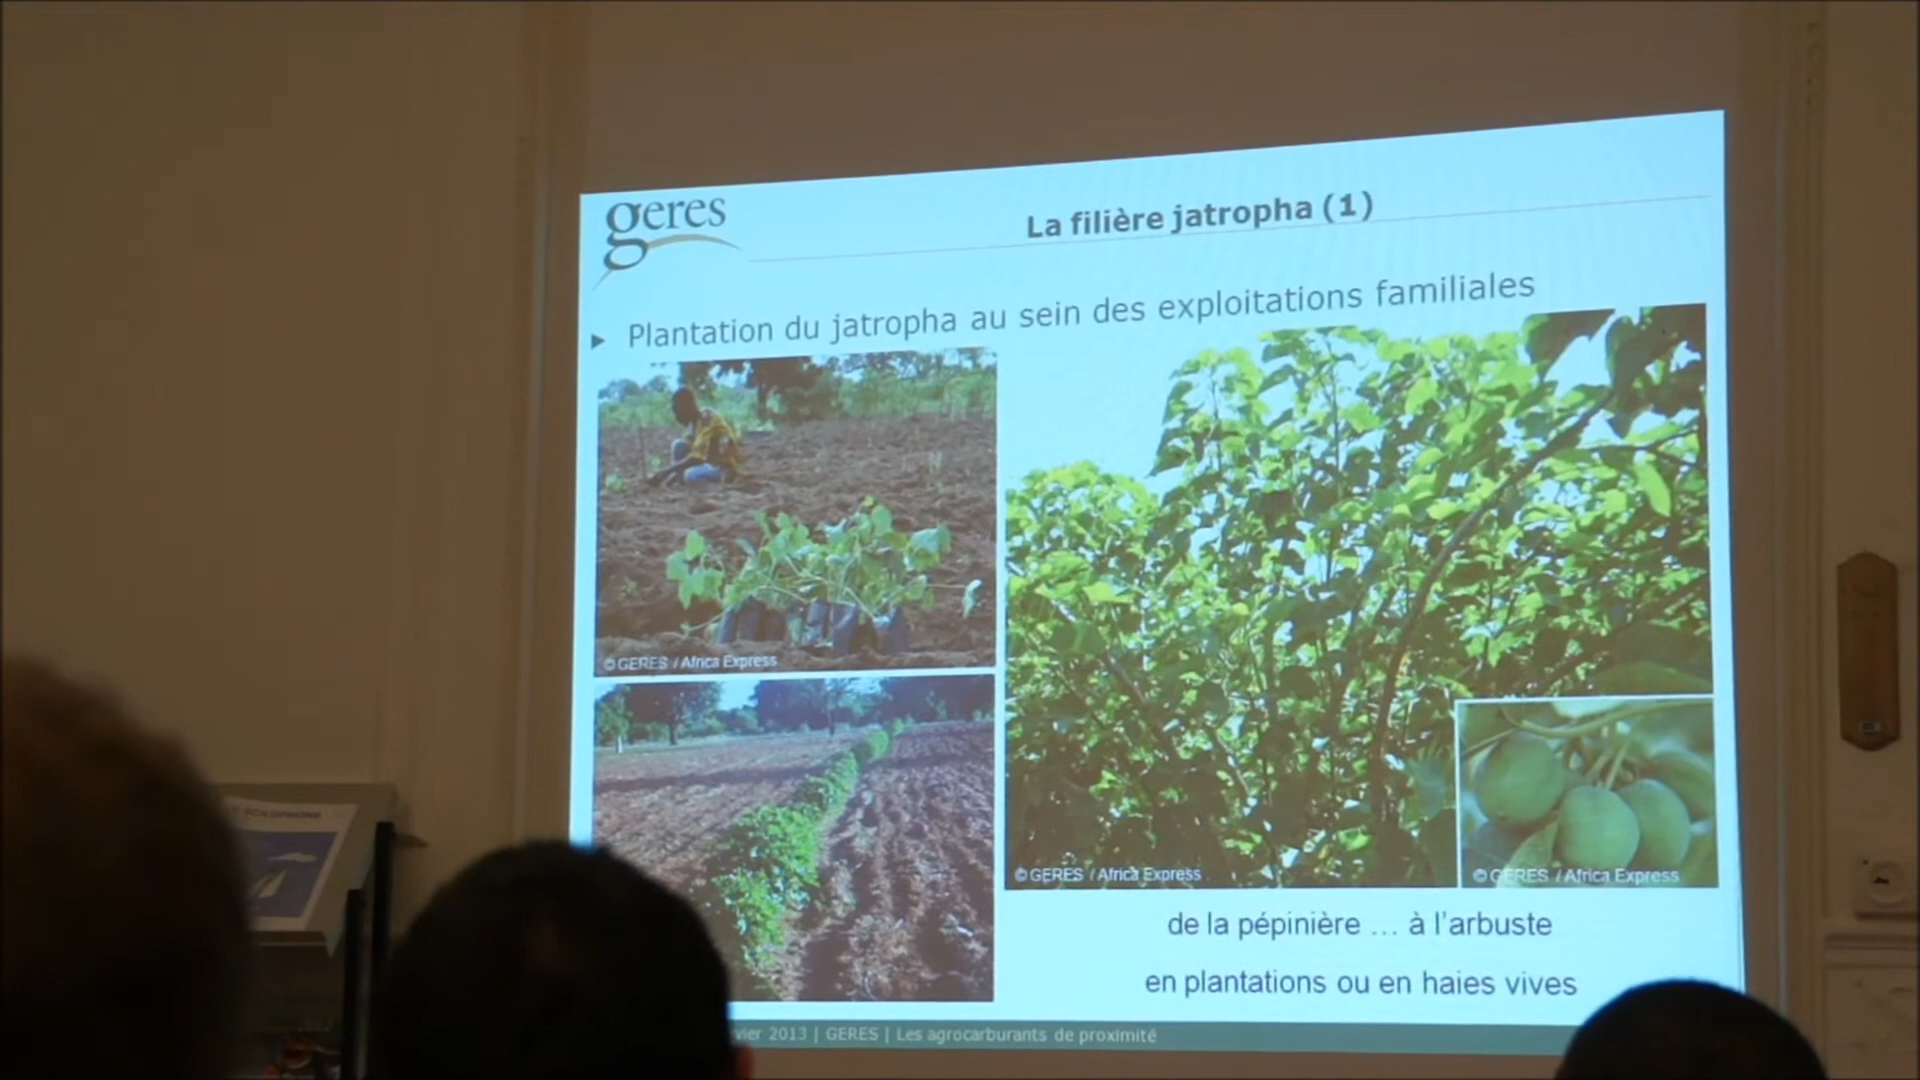 geres
La filière jatropha (1)
► Plantation du jatropha au sein des exploitations familiales
© GERES / Africa Express
© GERES / Africa Express
© GERES / Africa Express
de la pépinière ... à l'arbuste
en plantations ou en haies vives
vier 2013 | GERES | Les agrocarburants de proximité